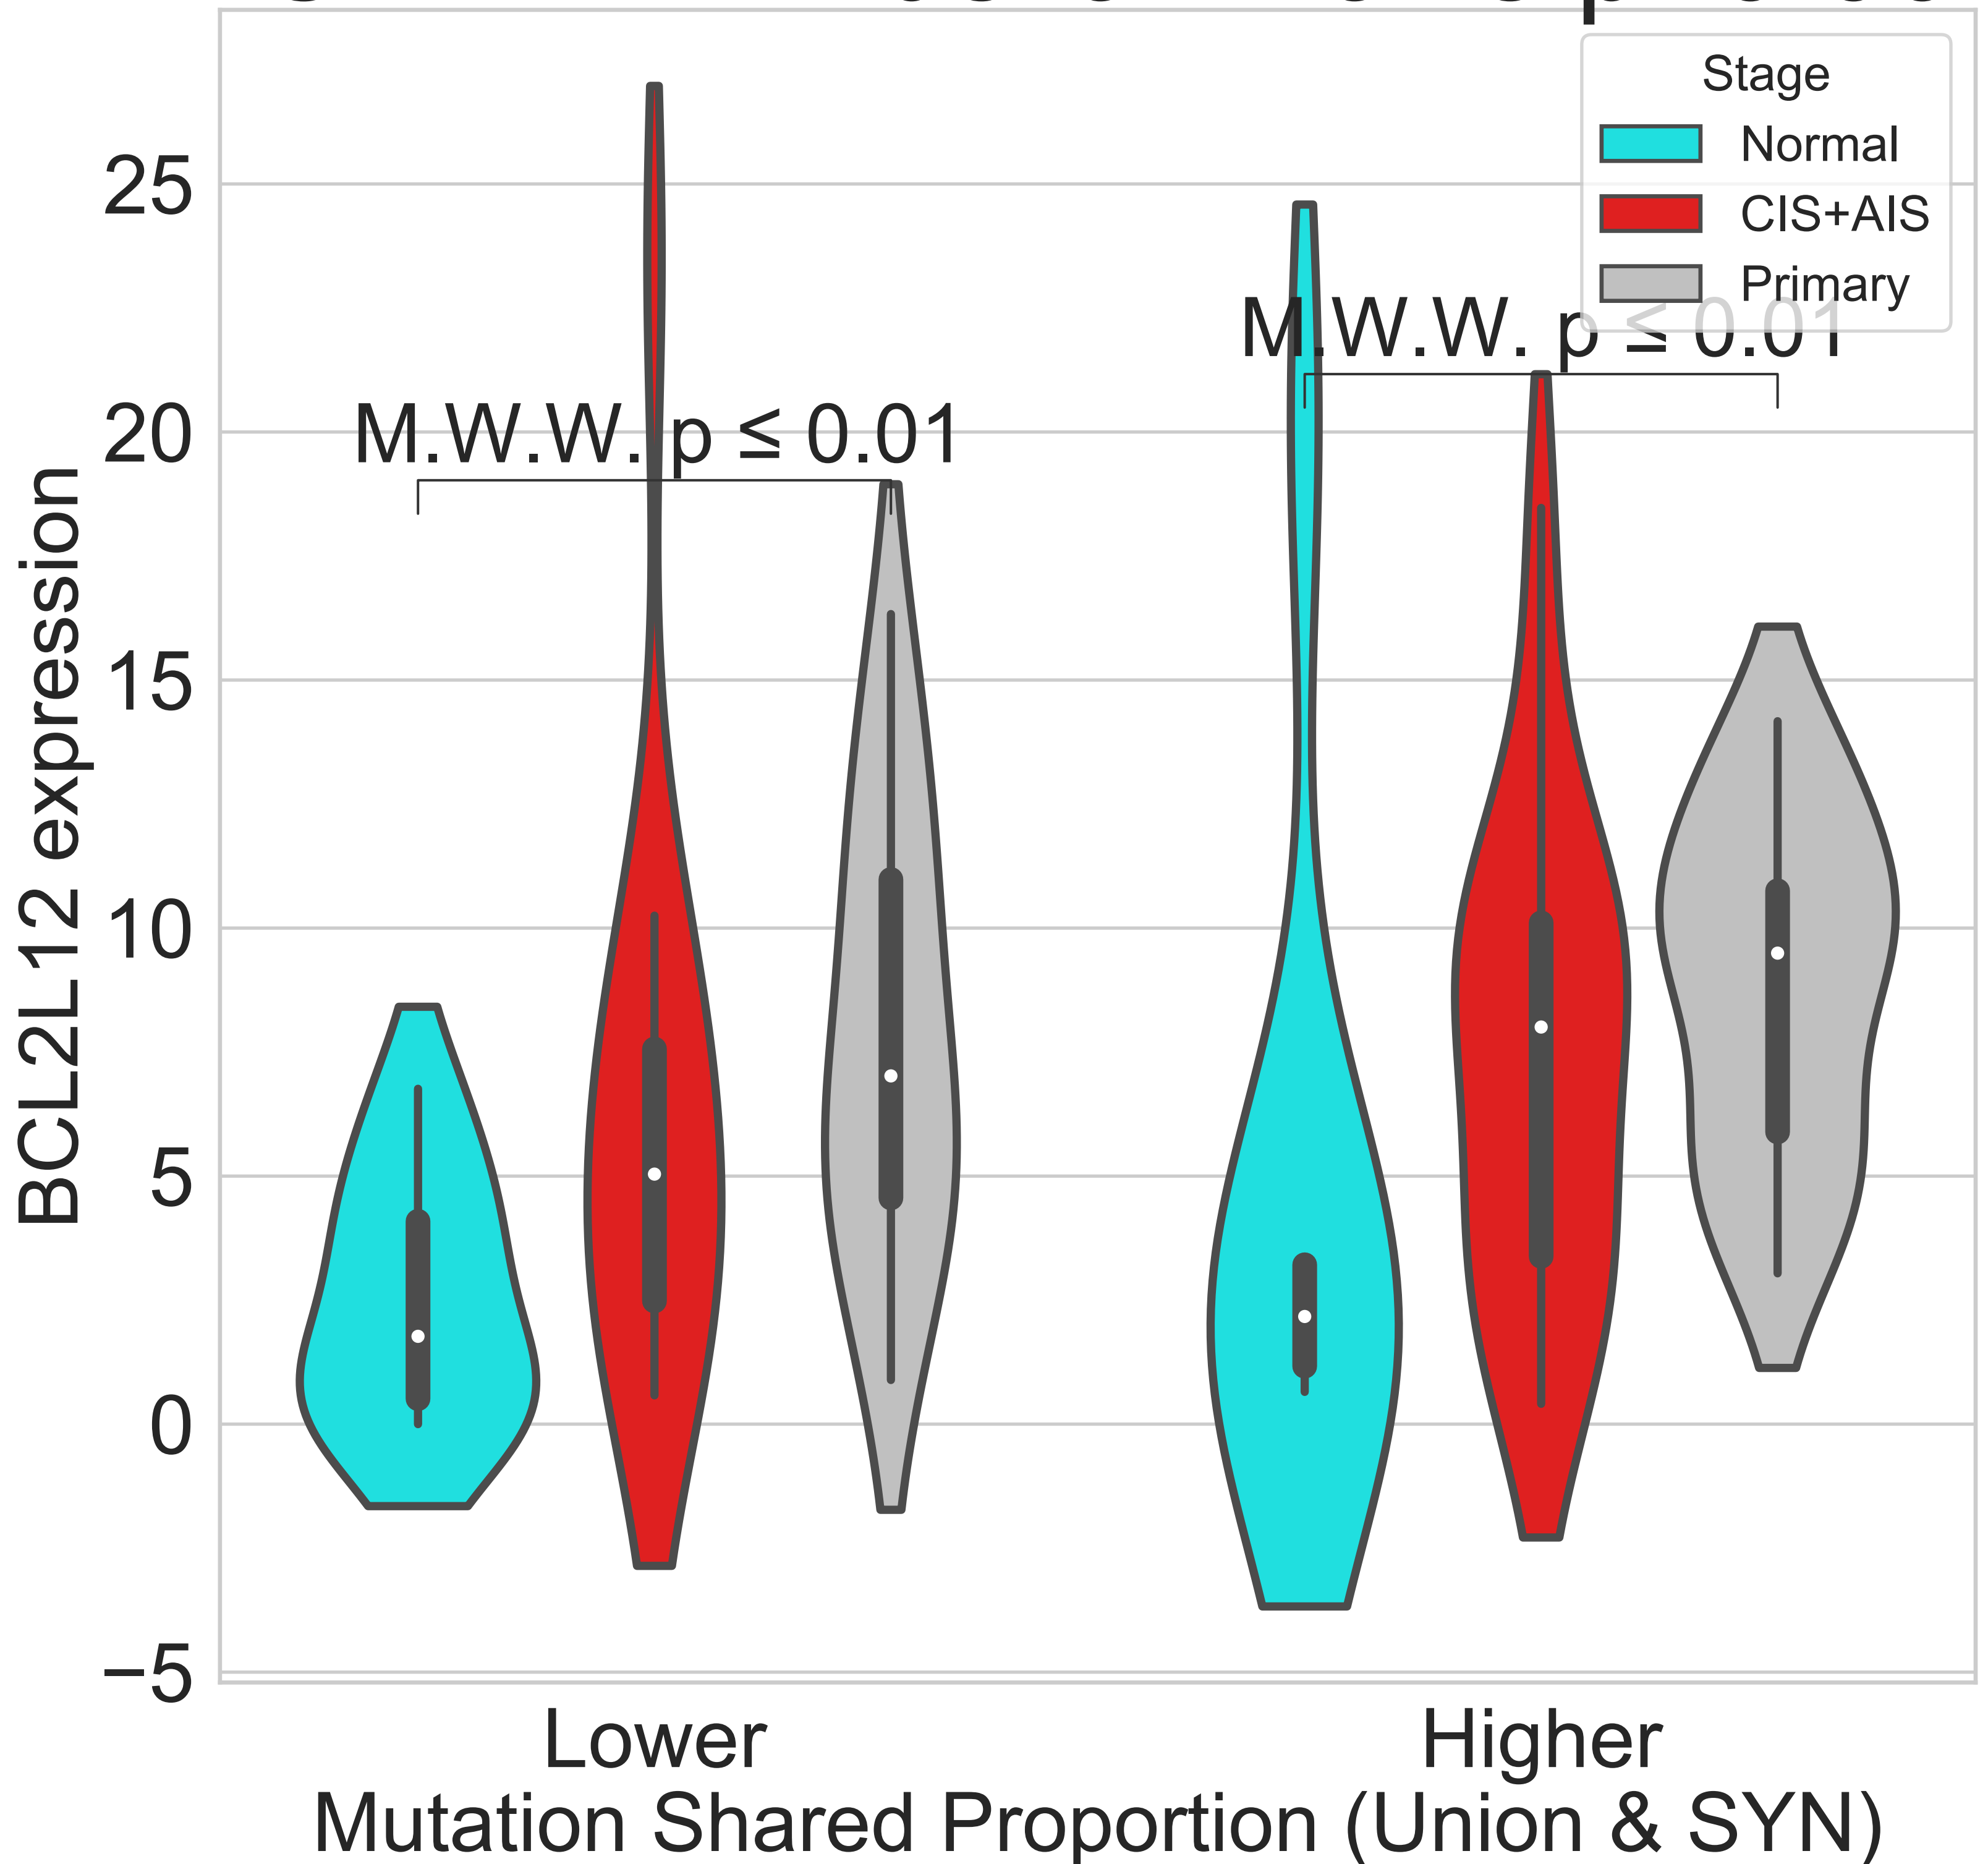 Stage
Normal
CIS+AIS
Primary
M.W.W. p ≤ 0.01
M.W.W. p ≤ 0.01
BCL2L12 expression
25
20
15
10
5
0
−5
Lower
Higher
Mutation Shared Proportion (Union & SYN)